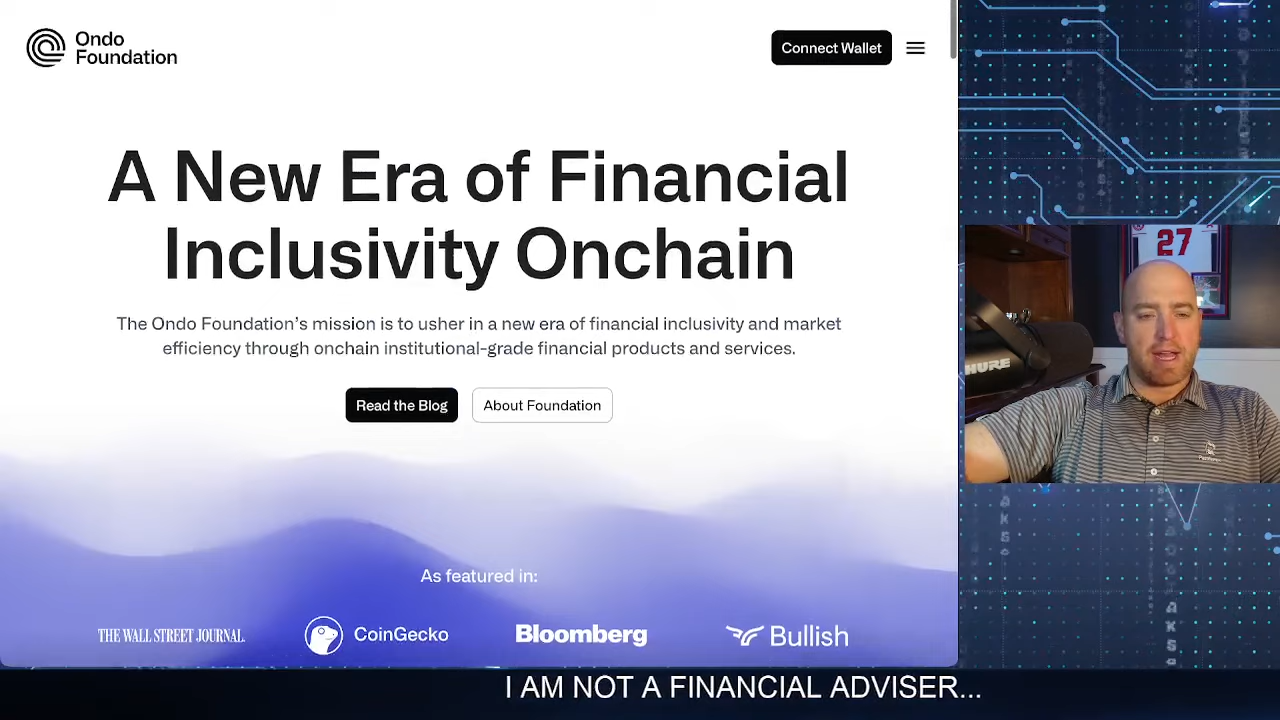 Ondo
Foundation
Connect Wallet
A New Era of Financial
Inclusivity Onchain
The Ondo Foundation’s mission is to usher in a new era of financial inclusivity and market
efficiency through onchain institutional-grade financial products and services.
Read the Blog
About Foundation
As featured in:
THE WALL STREET JOURNAL.
CoinGecko
Bloomberg
Bullish
27
SHURE
I AM NOT A FINANCIAL ADVISER...